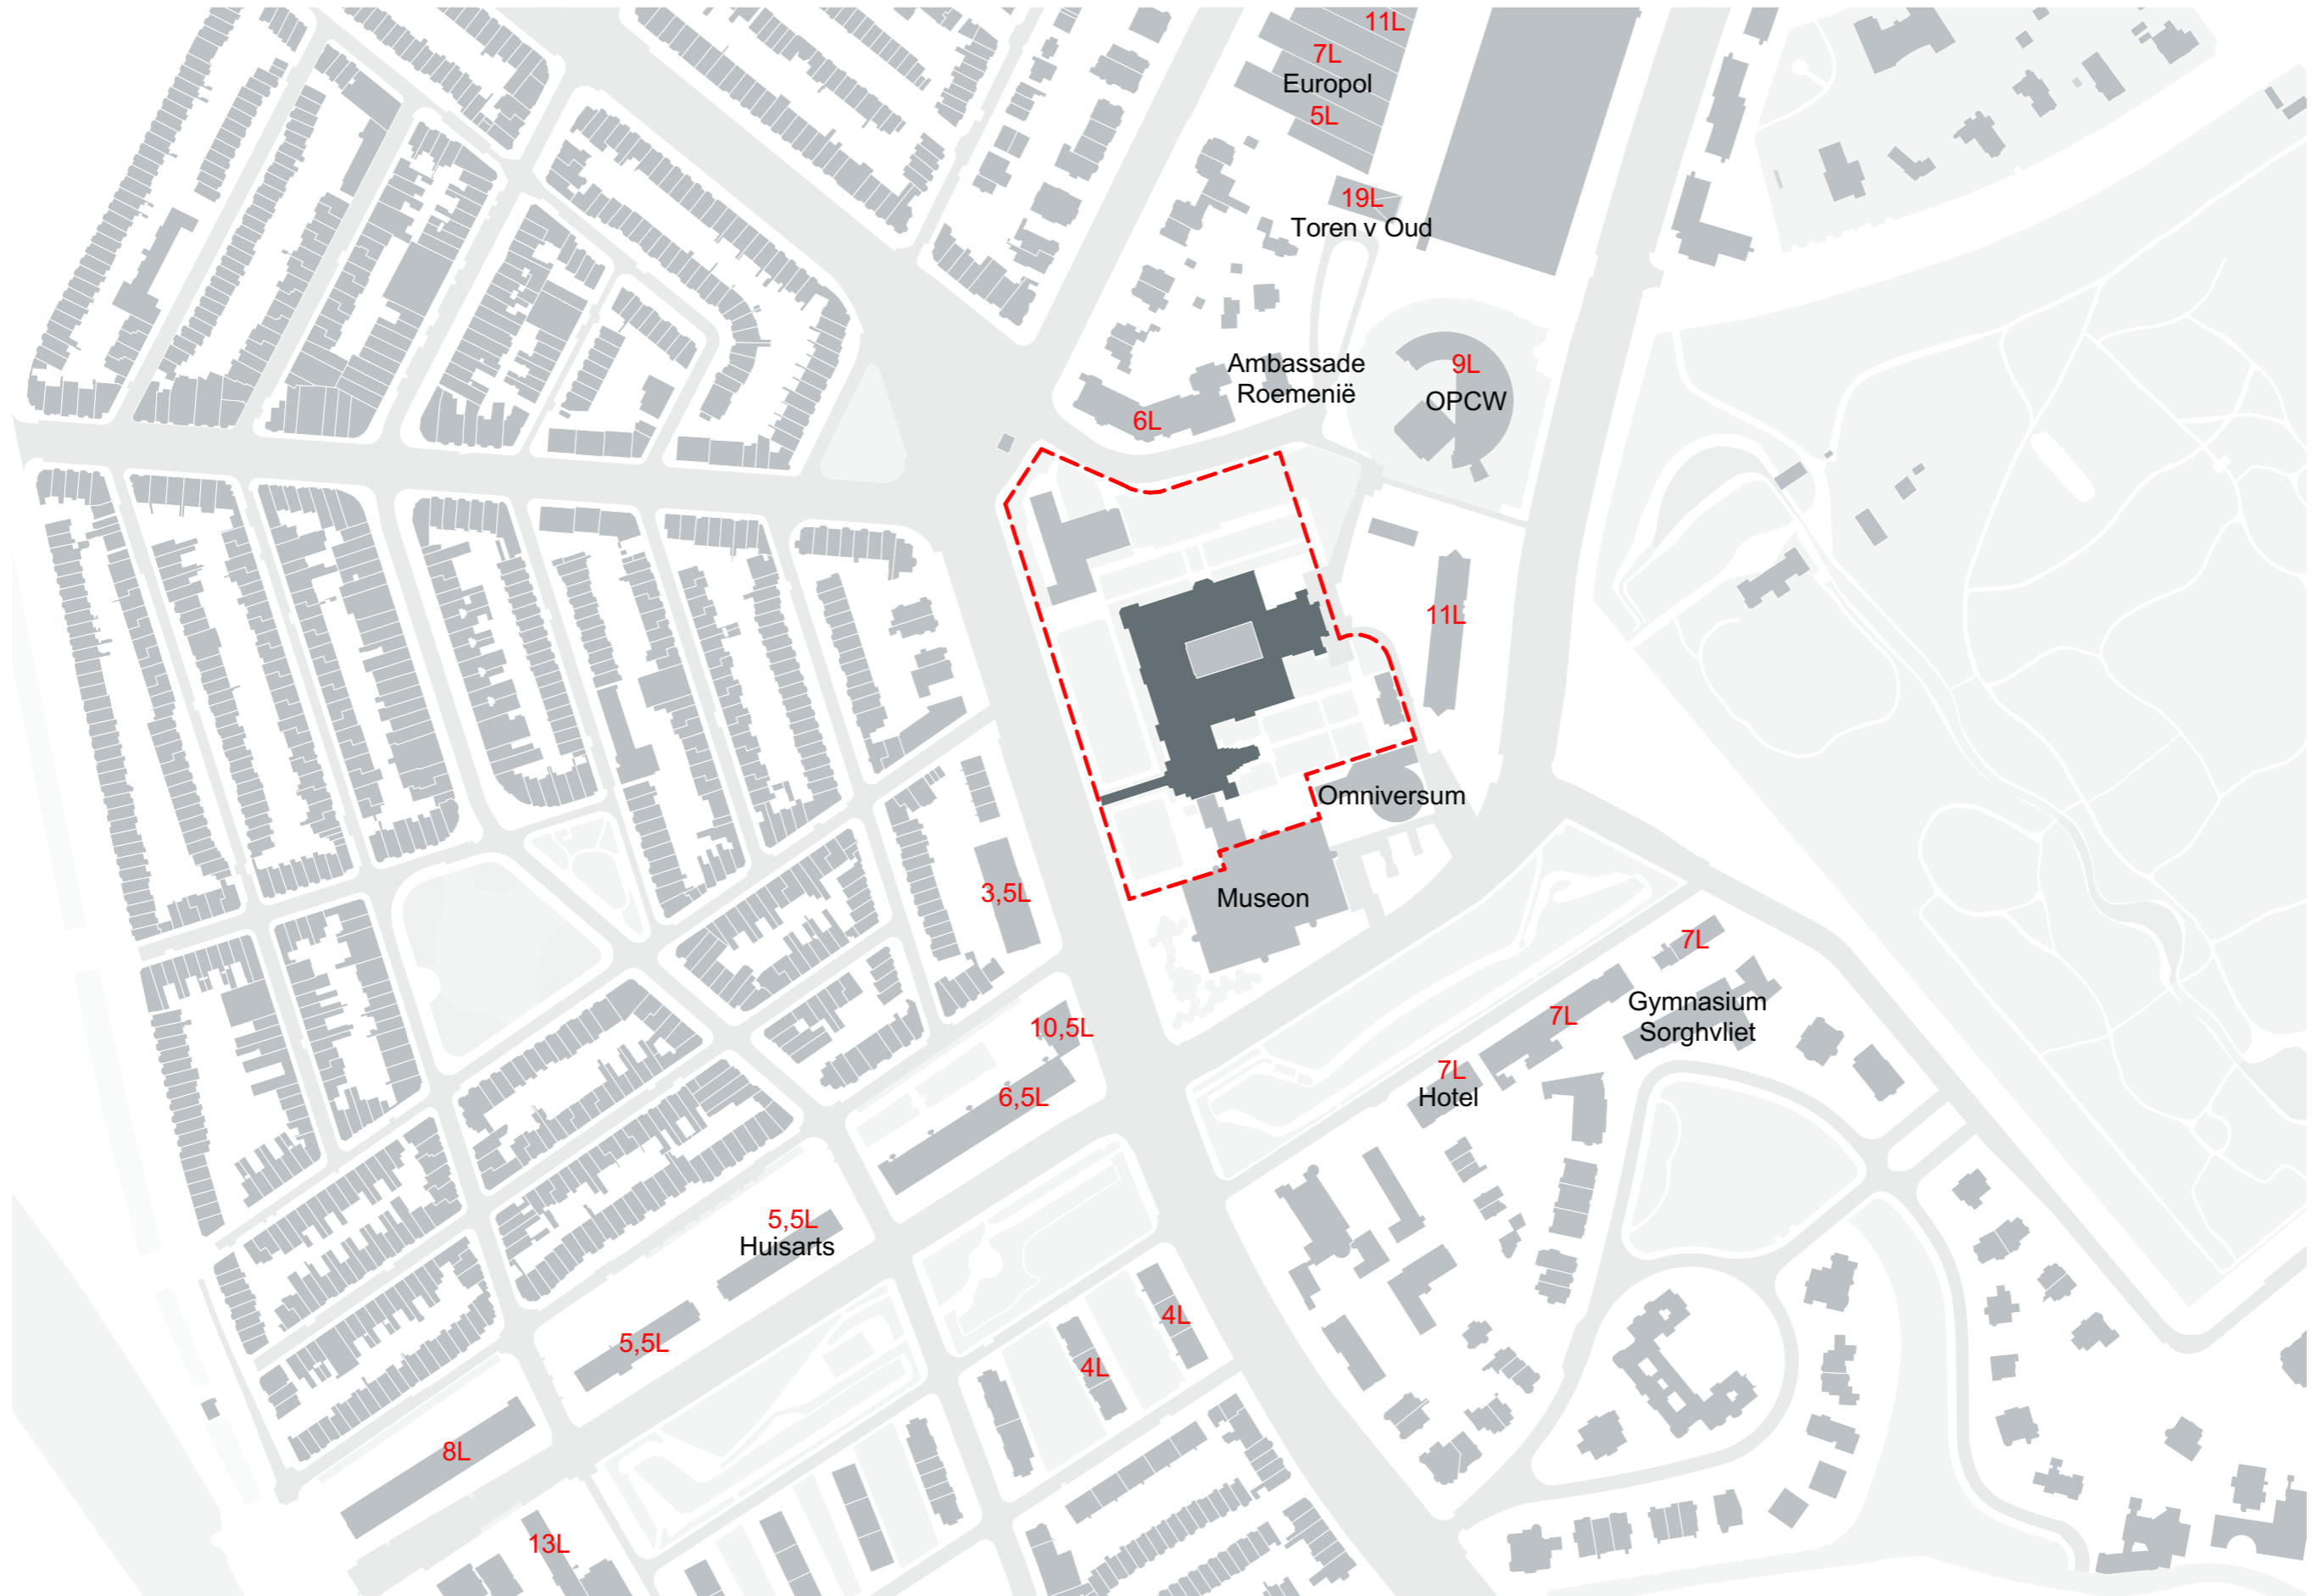 11L
7L
Europol
5L
19L
Toren v Oud
Ambassade
Roemenië
9L
OPCW
6L
11L
Omniversum
Museon
3,5L
7L
Gymnasium
Sorghvliet
7L
10,5L
7L
Hotel
6,5L
5,5L
Huisarts
4L
5,5L
4L
8L
13L